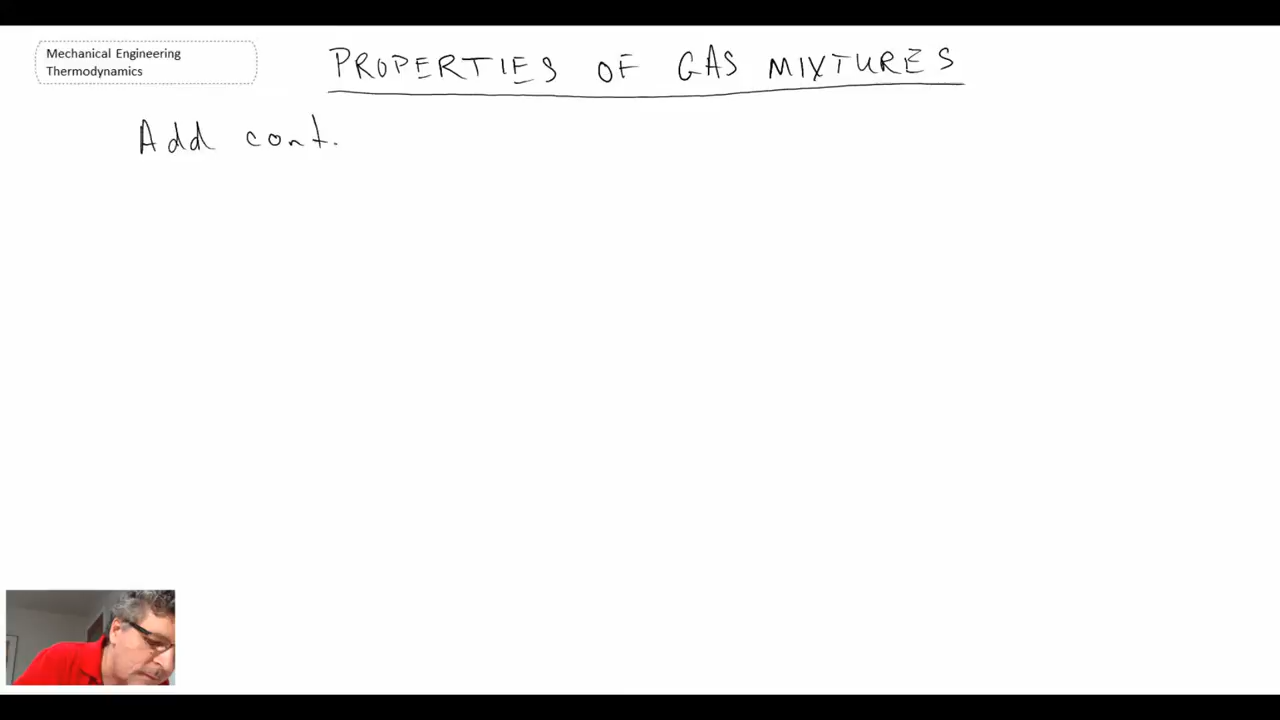 Mechanical Engineering
Thermodynamics
PROPERTIES OF GAS MIXTURES
Add cont.